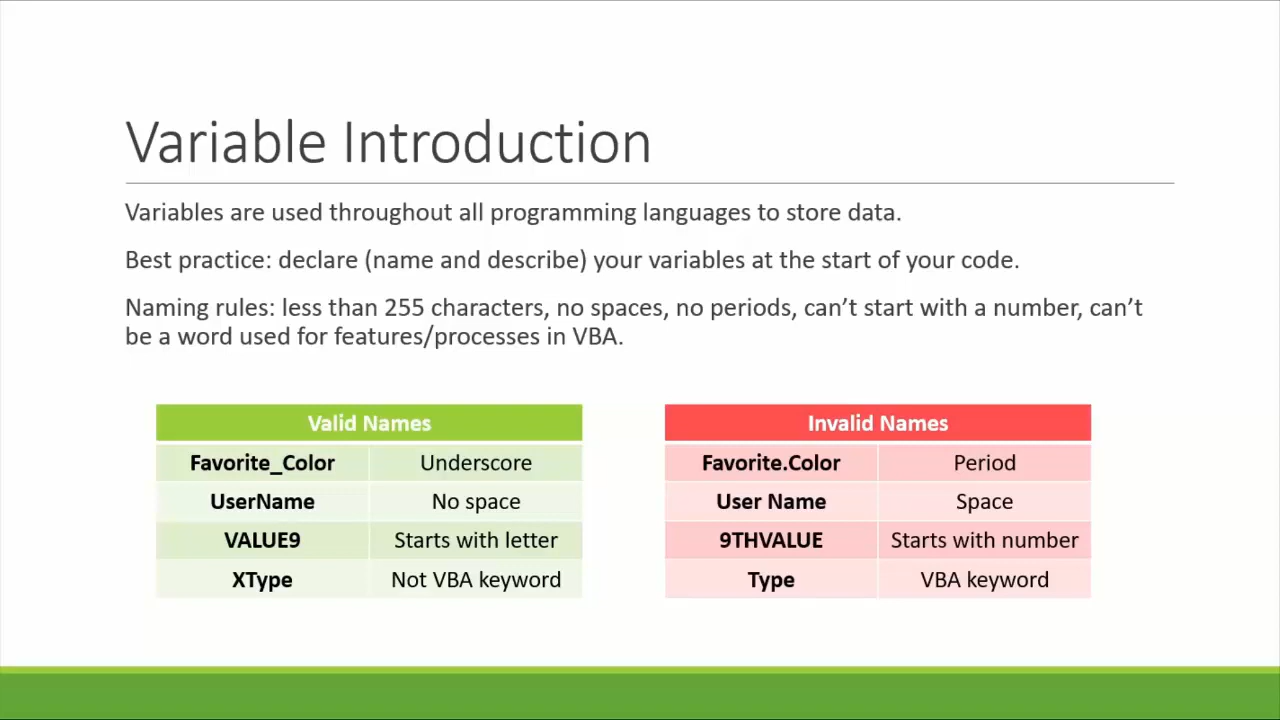 Variable Introduction
Variables are used throughout all programming languages to store data.
Best practice: declare (name and describe) your variables at the start of your code.
Naming rules: less than 255 characters, no spaces, no periods, can’t start with a number, can’t
be a word used for features/processes in VBA.
Valid Names
Favorite_Color Underscore
UserName No space
VALUE9 Starts with letter
XType Not VBA keyword
Invalid Names
Favorite.Color Period
User Name Space
9THVALUE Starts with number
Type VBA keyword